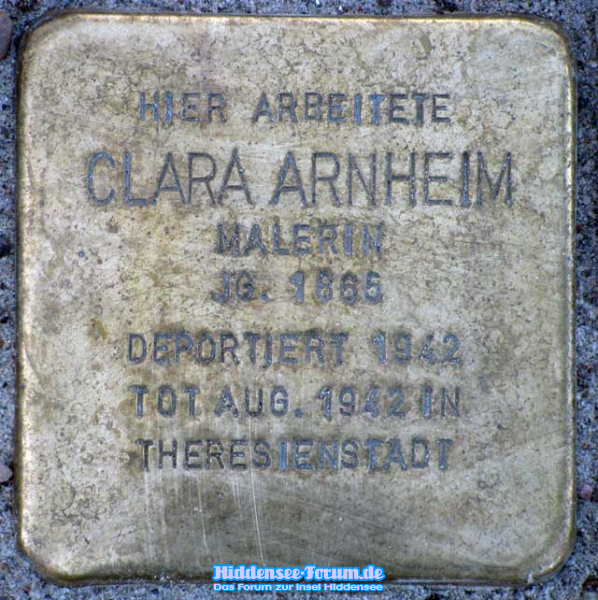 HIER ARBEITETE
CLARA ARNHEIM
MALERIN
JG. 1865
DEPORTIERT 1942
TOT AUG. 1942 IN
THERESIENSTADT
Hiddensee-Forum.de
Das Forum zur Insel Hiddensee